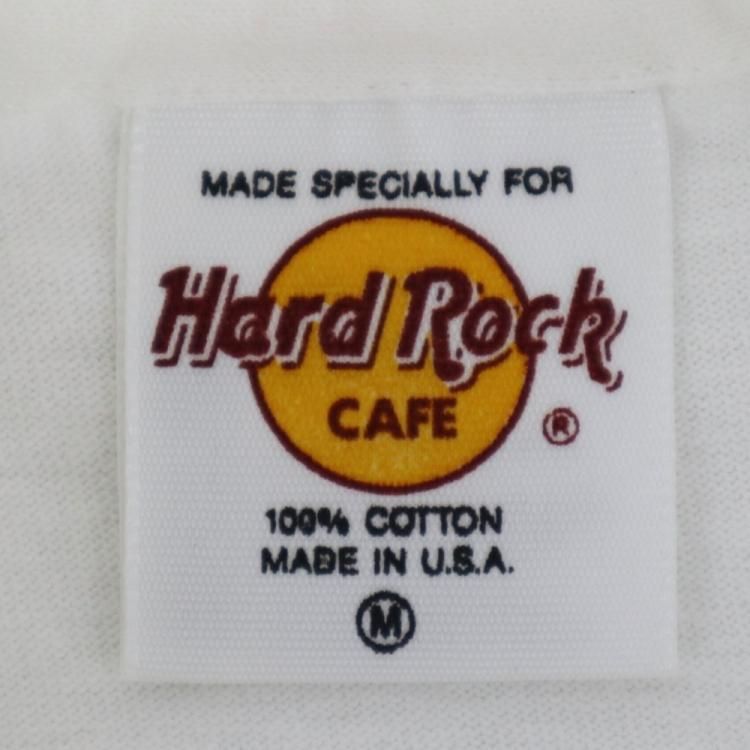 MADE SPECIALLY FOR
Hard Rock
CAFE
®
100% COTTON
MADE IN U.S.A.
M